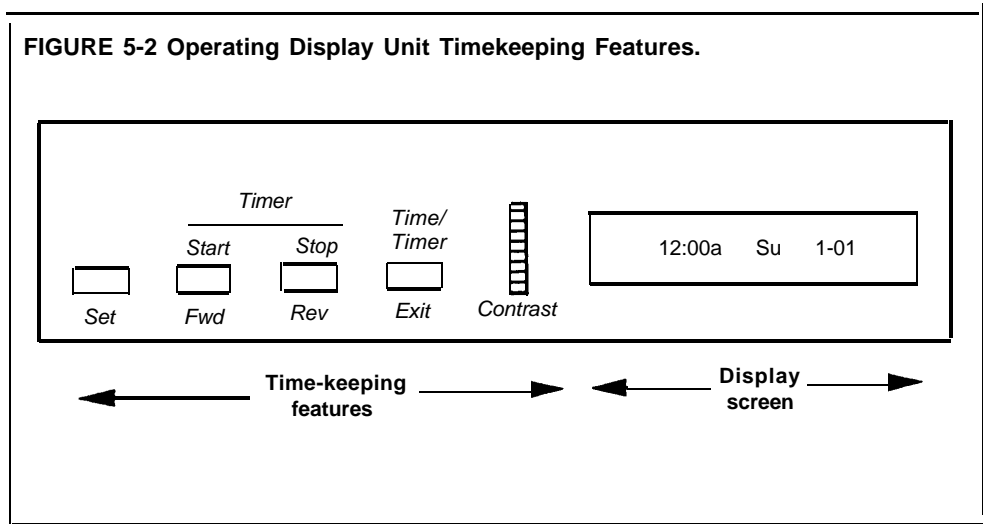 FIGURE 5-2 Operating Display Unit Timekeeping Features.
Timer
Time/
Timer
Start Stop
12:00a Su 1-01
Set Fwd Rev Exit Contrast
Time-keeping
features
Display
screen